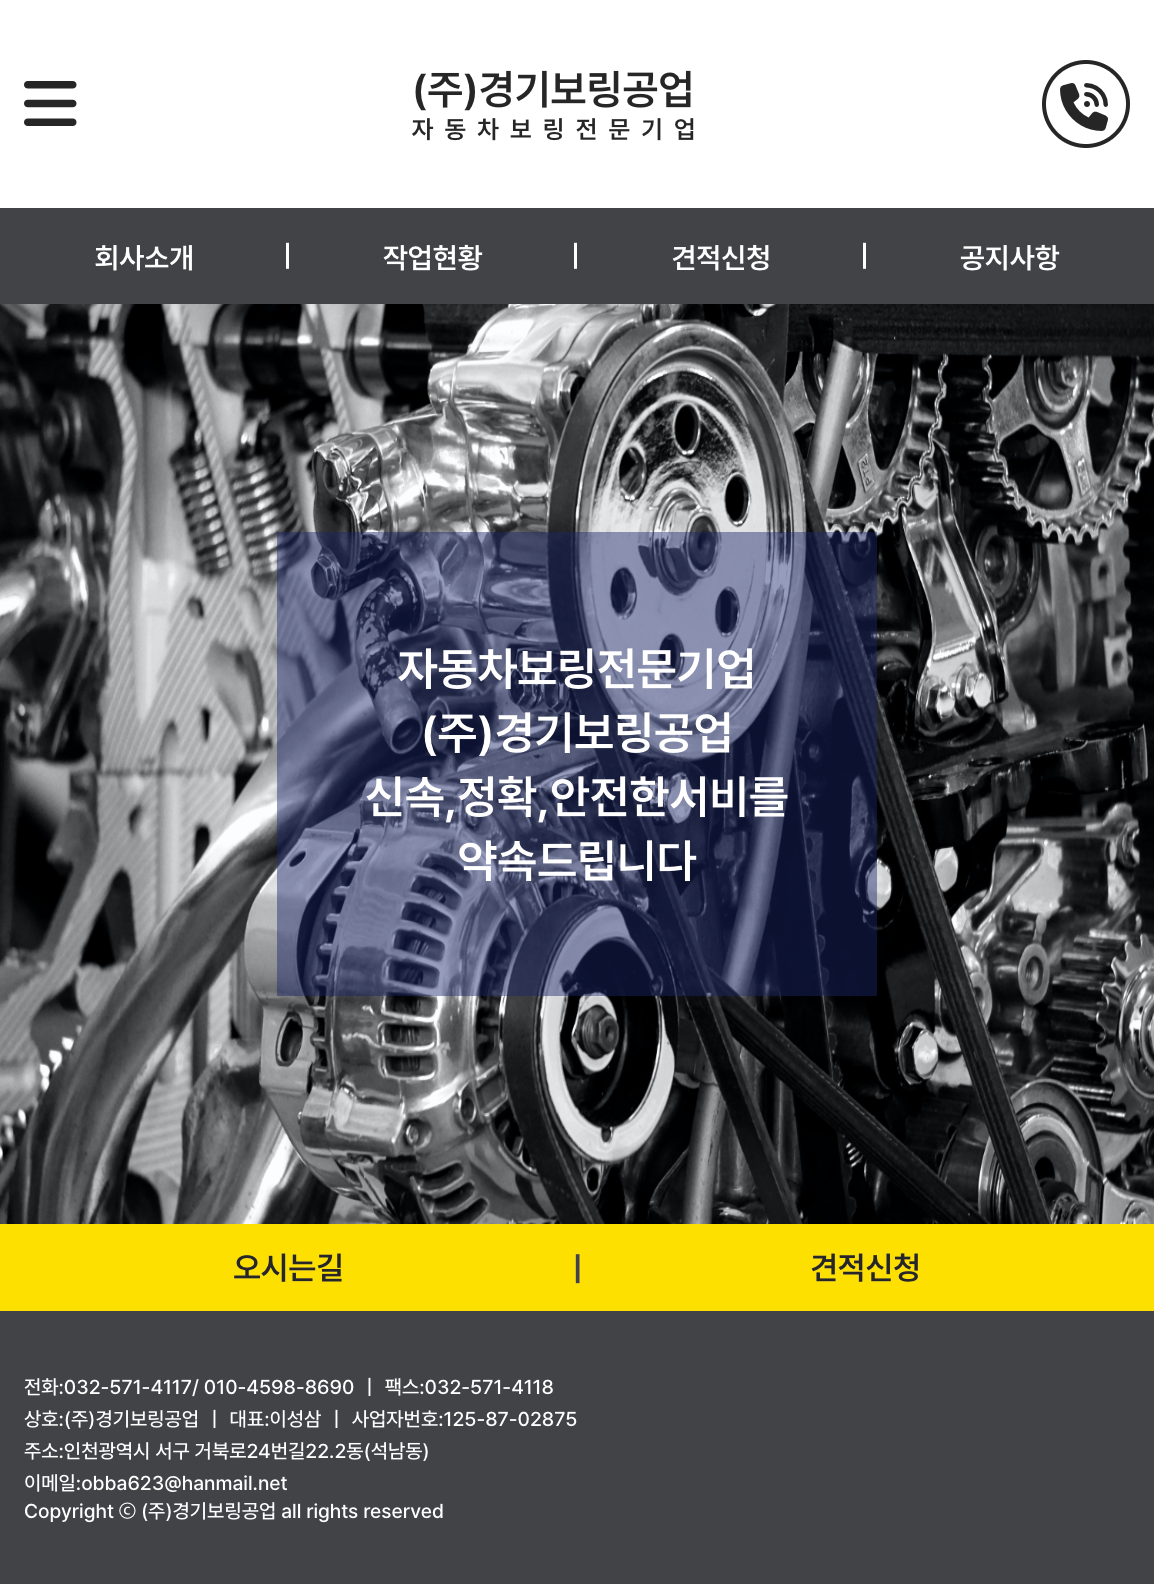 (주)경기보링공업
자동차보링전문기업
회사소개 | 작업현황 | 견적신청 | 공지사항
자동차보링전문기업
(주)경기보링공업
신속,정확,안전한서비를
약속드립니다
오시는길 | 견적신청
전화:032-571-4117/ 010-4598-8690 | 팩스:032-571-4118
상호:(주)경기보링공업 | 대표:이성삼 | 사업자번호:125-87-02875
주소:인천광역시 서구 거북로24번길22.2동(석남동)
이메일:obba623@hanmail.net
Copyright ⓒ (주)경기보링공업 all rights reserved